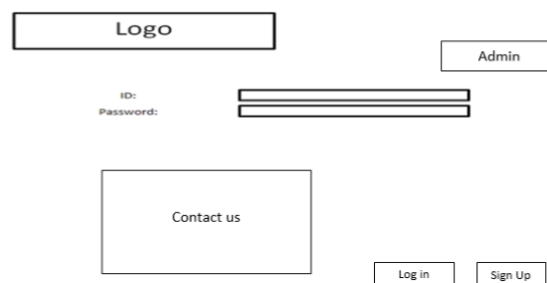 Logo
Admin
ID:
Password:
Contact us
Log in
Sign Up